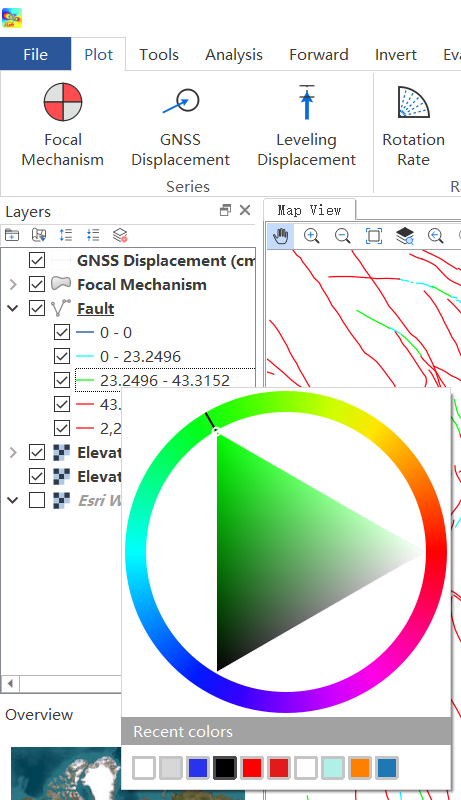 File Plot Tools Analysis Forward Invert Eva
Focal Mechanism
GNSS Displacement
Leveling Displacement
Rotation Rate
Series R
Layers
Map View
GNSS Displacement (cm
Focal Mechanism
Fault
0 - 0
0 - 23.2496
23.2496 - 43.3152
43.
2,2
Elevat
Elevat
Esri W
Overview
Recent colors